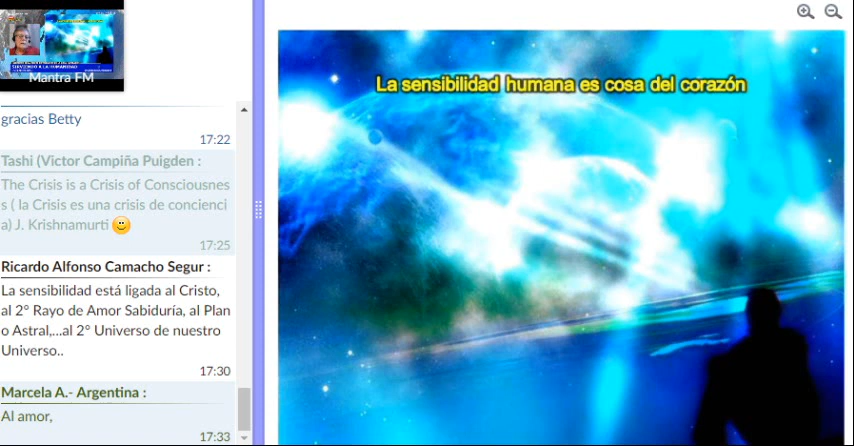 SIRVIENDO A LA HUMANIDAD
Mantra FM
gracias Betty
17:22
Tashi (Victor Campiña Puigden :
The Crisis is a Crisis of Consciousnes
s ( la Crisis es una crisis de concienci
a) J. Krishnamurti
17:25
Ricardo Alfonso Camacho Segur :
La sensibilidad está ligada al Cristo,
al 2° Rayo de Amor Sabiduría, al Plan
o Astral,...al 2° Universo de nuestro
Universo..
17:30
Marcela A.- Argentina :
Al amor,
17:33
La sensibilidad humana es cosa del corazón